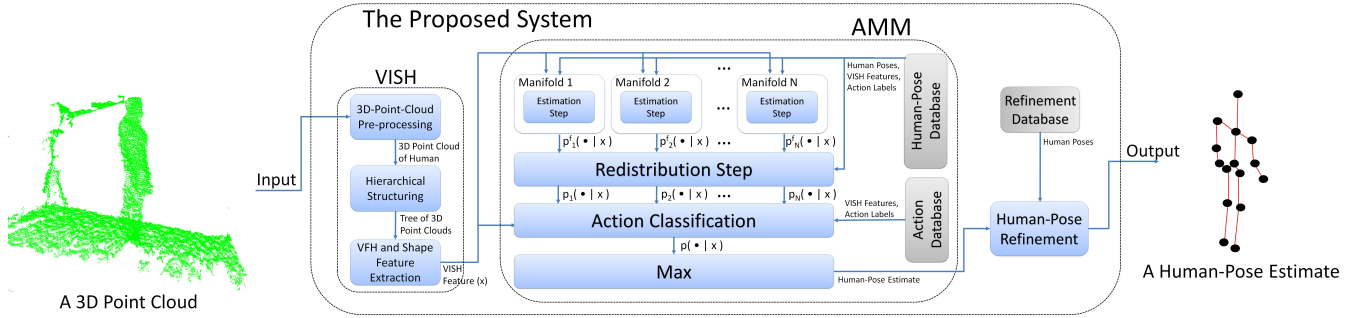 The Proposed System
AMM
VISH
3D-Point-Cloud
Pre-processing
3D Point Cloud
of Human
Hierarchical
Structuring
Tree of 3D
Point Clouds
VFH and Shape
Feature
Extraction
VISH
Feature (x)
Input
A 3D Point Cloud
Manifold 1
Estimation
Step
Manifold 2
Estimation
Step
...
...
Manifold N
Estimation
Step
Human Poses,
VISH Features,
Action Labels
Human-Pose
Database
p^f_1( • | x )
p^f_2( • | x )
...
p^f_N( • | x )
Redistribution Step
p_1( • | x )
p_2( • | x )
...
p_N( • | x )
Action Classification
VISH Features,
Action Labels
Action
Database
p( • | x )
Max
Human-Pose Estimate
Refinement
Database
Human Poses
Human-Pose
Refinement
Output
A Human-Pose Estimate